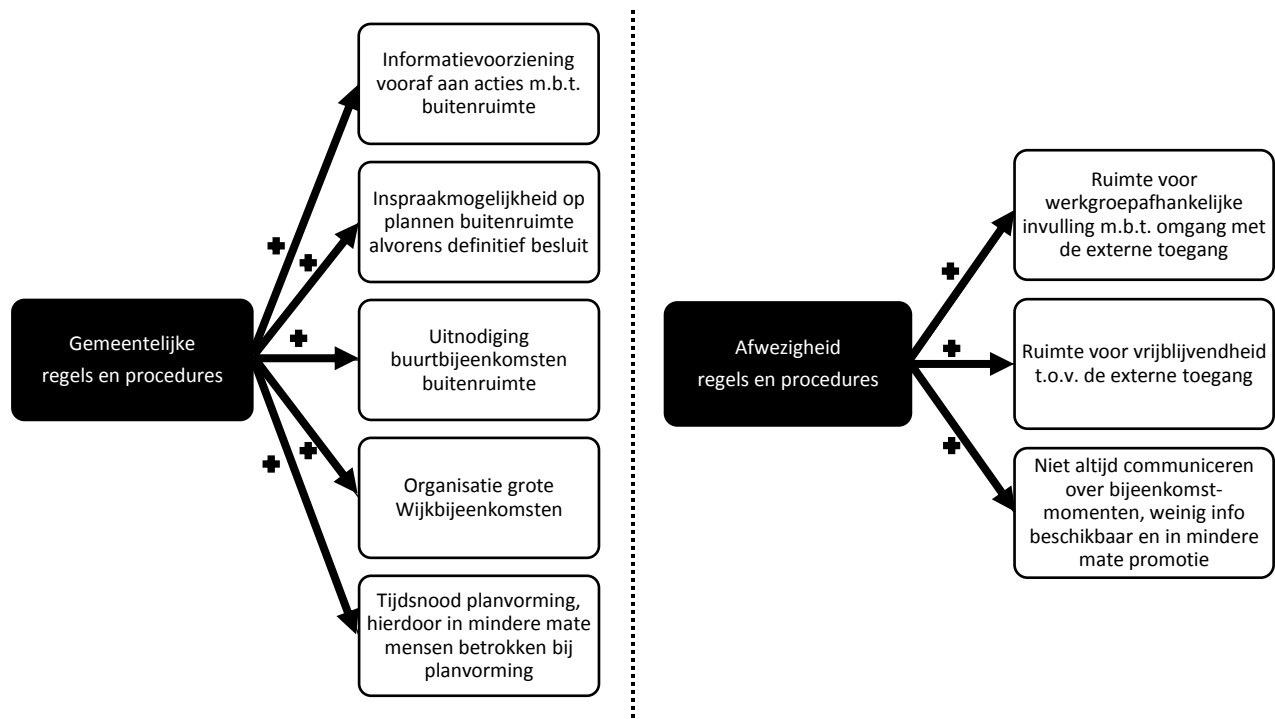 Gemeentelijke
regels en procedures
Informatievoorziening
vooraf aan acties m.b.t.
buitenruimte
Inspraakmogelijkheid op
plannen buitenruimte
alvorens definitief besluit
Uitnodiging
buurtbijeenkomsten
buitenruimte
Organisatie grote
Wijkbijeenkomsten
Tijdsnood planvorming,
hierdoor in mindere mate
mensen betrokken bij
planvorming
Afwezigheid
regels en procedures
Ruimte voor
werkgroepafhankelijke
invulling m.b.t. omgang met
de externe toegang
Ruimte voor vrijblijvendheid
t.o.v. de externe toegang
Niet altijd communiceren
over bijeenkomst-
momenten, weinig info
beschikbaar en in mindere
mate promotie